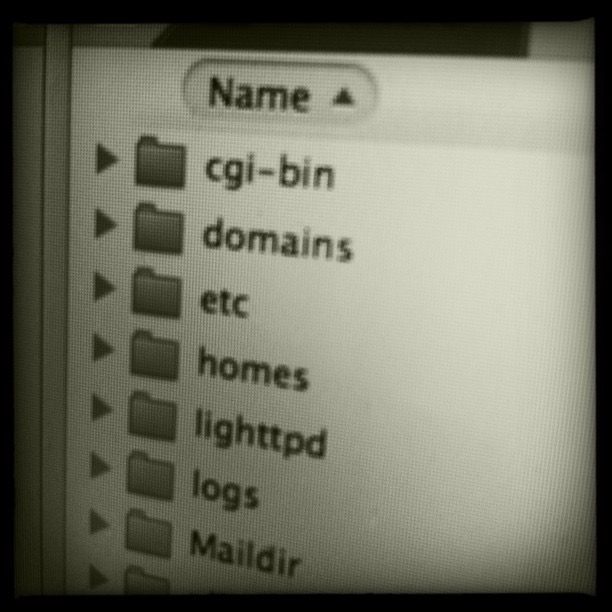 Name
cgi-bin
domains
etc
homes
lighttpd
logs
Maildir